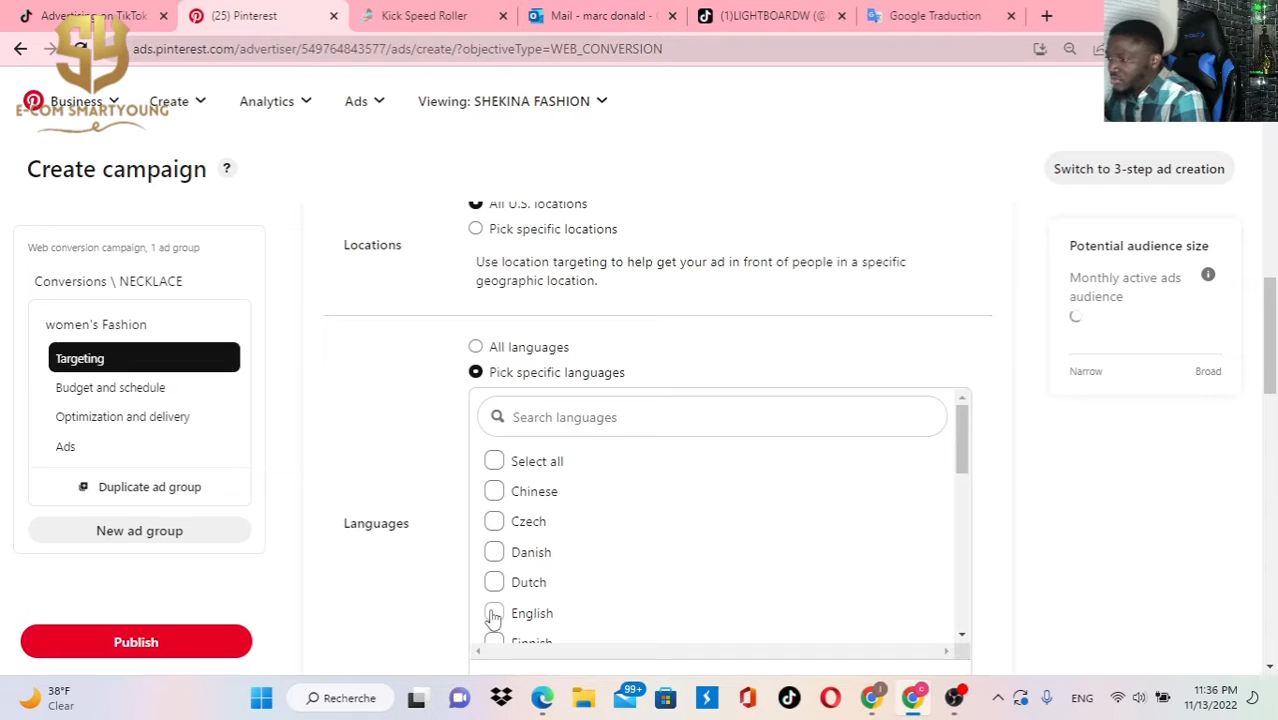 Advertising on TikTok
(25) Pinterest
Kick Speed Roller
Mail - marc donald -
(1)LIGHTBOARDW (@
Google Traduction
ads.pinterest.com/advertiser/549764843577/ads/create/?objectiveType=WEB_CONVERSION
SY
E-COM SMARTYOUNG
e
Business
Create
Analytics
Ads
Viewing: SHEKINA FASHION
Create campaign ?
Switch to 3-step ad creation
Web conversion campaign, 1 ad group
Conversions \ NECKLACE
women's Fashion
Targeting
Budget and schedule
Optimization and delivery
Ads
Duplicate ad group
New ad group
Publish
Locations
All U.S. locations
Pick specific locations
Use location targeting to help get your ad in front of people in a specific
geographic location.
Languages
All languages
Pick specific languages
Search languages
Select all
Chinese
Czech
Danish
Dutch
English
Finnish
Potential audience size
Monthly active ads
audience
Narrow
Broad
38°F
Clear
Recherche
99+
ENG
11:36 PM
11/13/2022